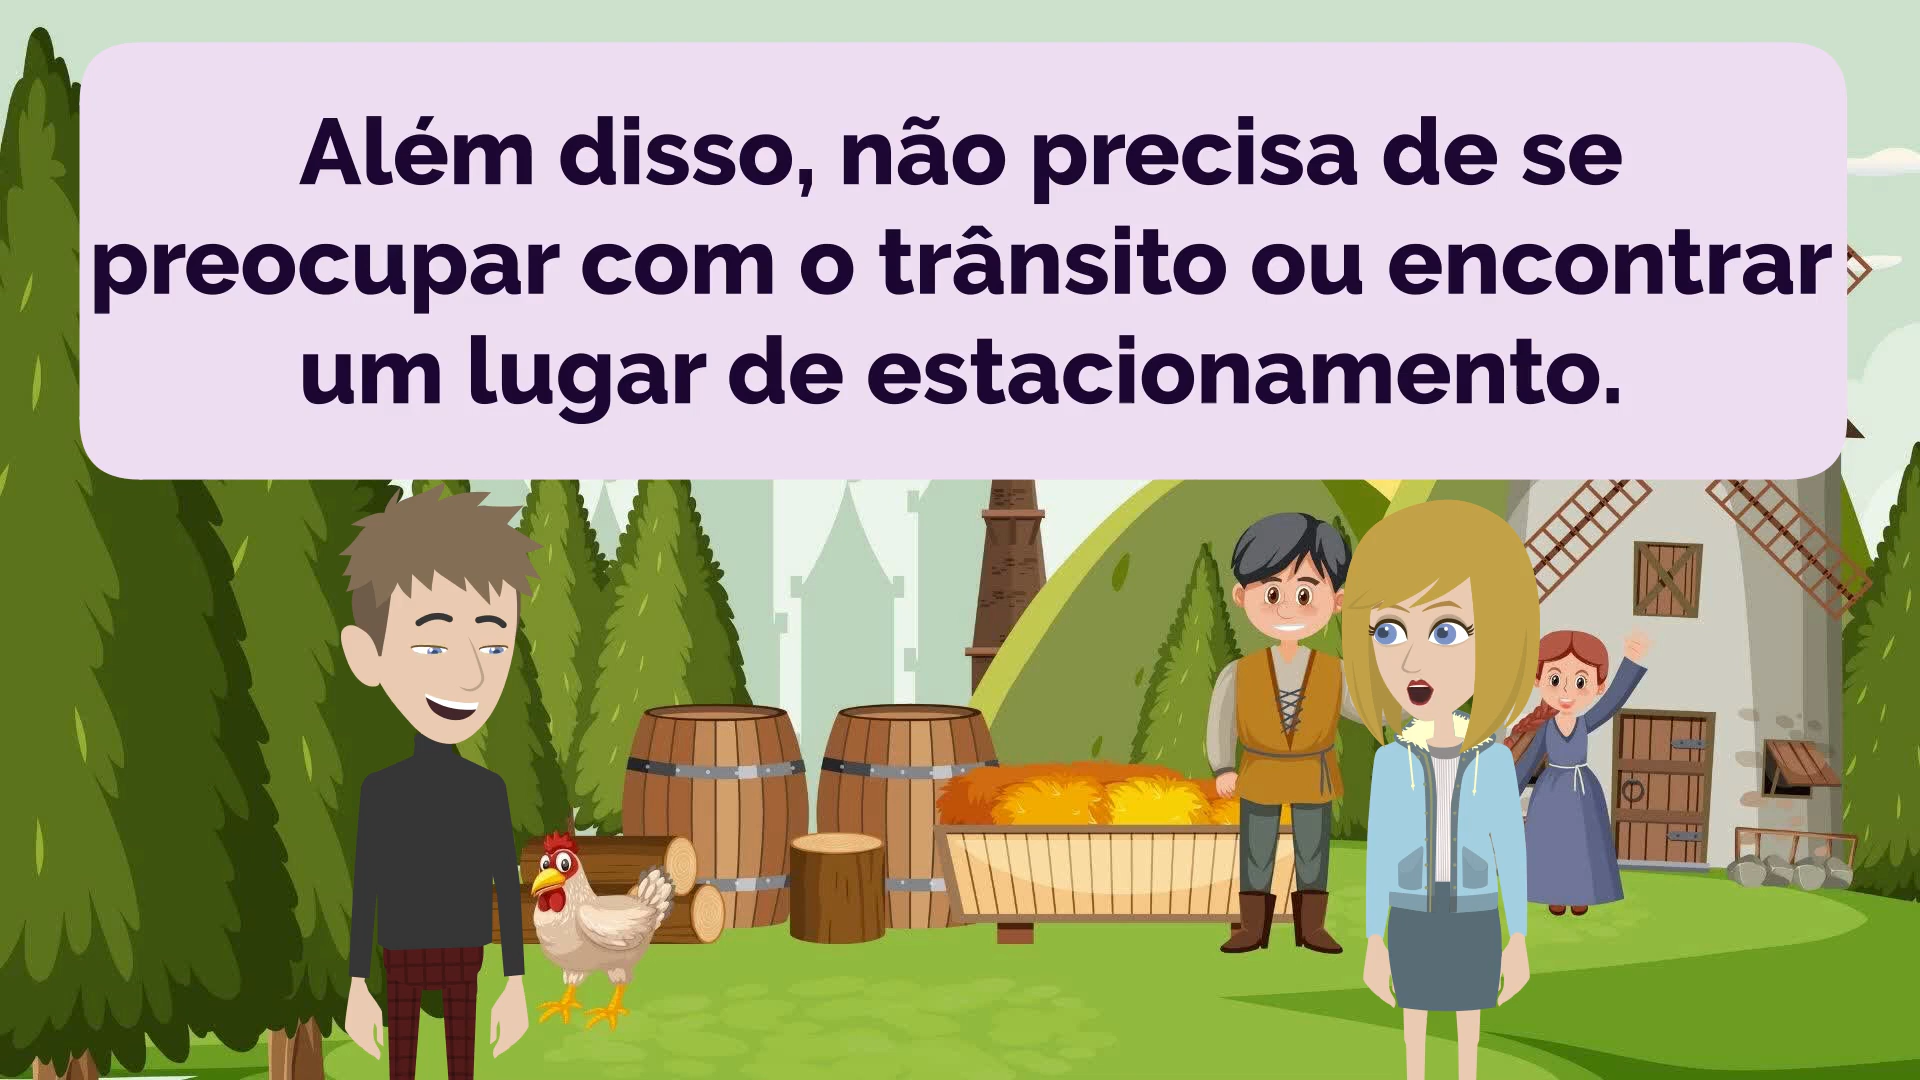 Além disso, não precisa de se
preocupar com o trânsito ou encontrar
um lugar de estacionamento.